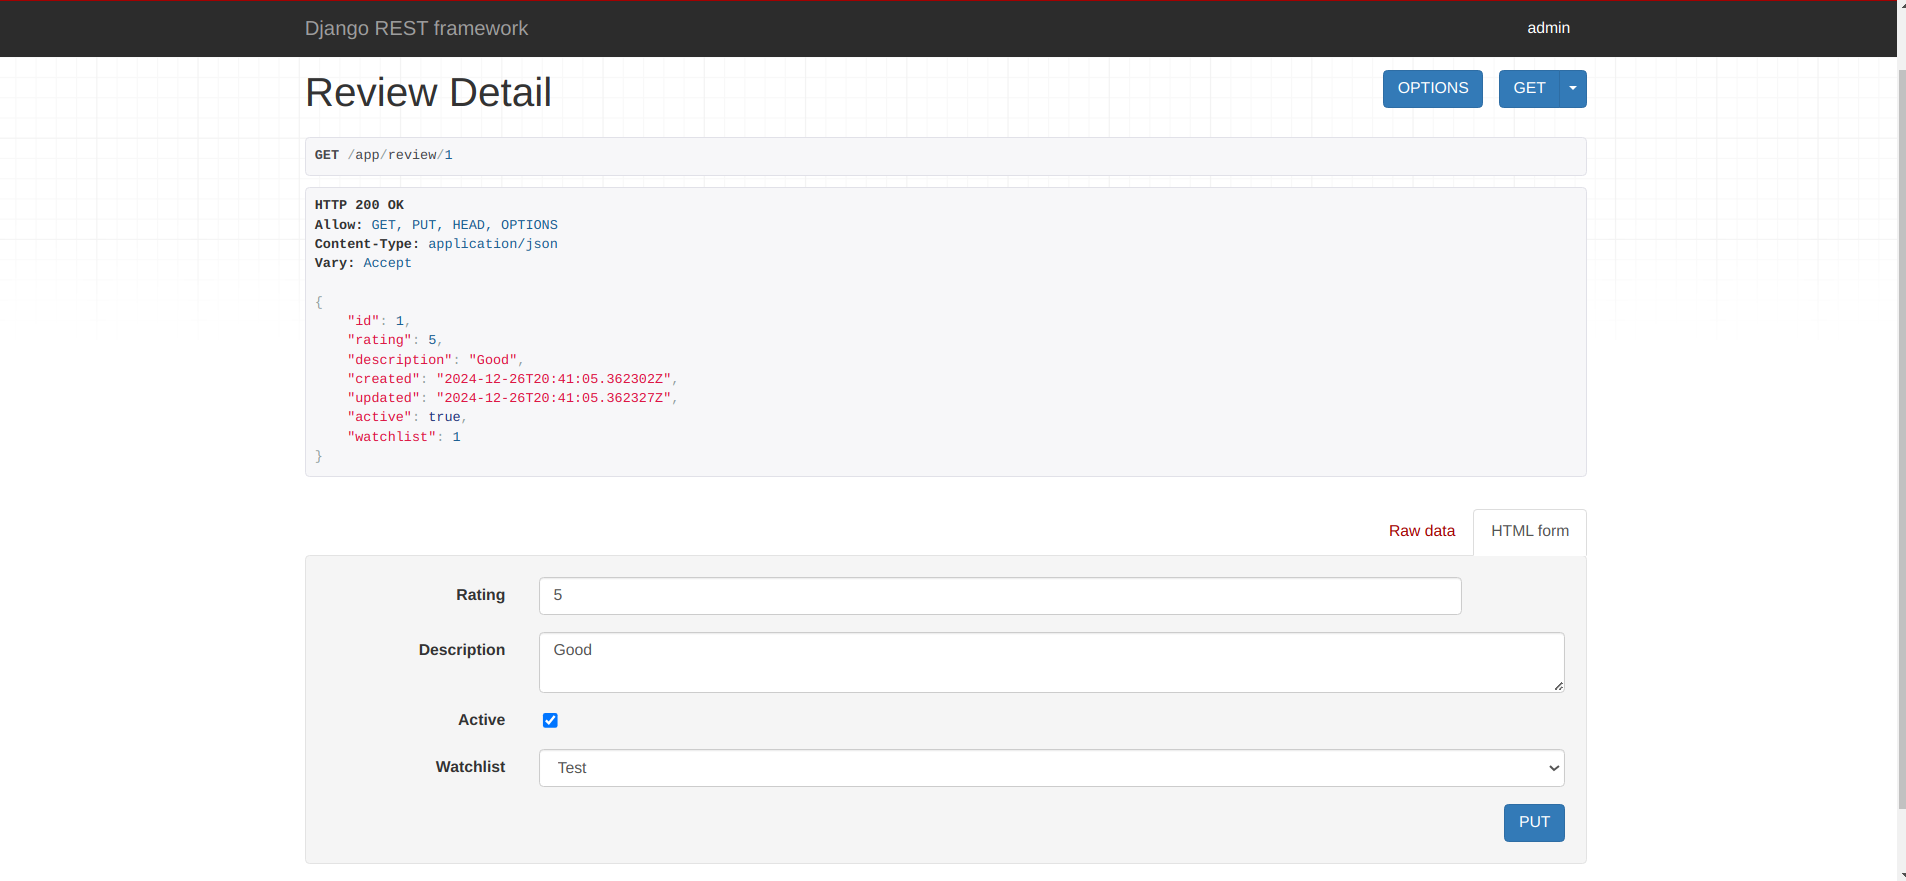 Django REST framework
admin
Review Detail
OPTIONS
GET
GET /app/review/1
HTTP 200 OK
Allow: GET, PUT, HEAD, OPTIONS
Content-Type: application/json
Vary: Accept
{
    "id": 1,
    "rating": 5,
    "description": "Good",
    "created": "2024-12-26T20:41:05.362302Z",
    "updated": "2024-12-26T20:41:05.362327Z",
    "active": true,
    "watchlist": 1
}
Raw data
HTML form
Rating
5
Description
Good
Active
Watchlist
Test
PUT